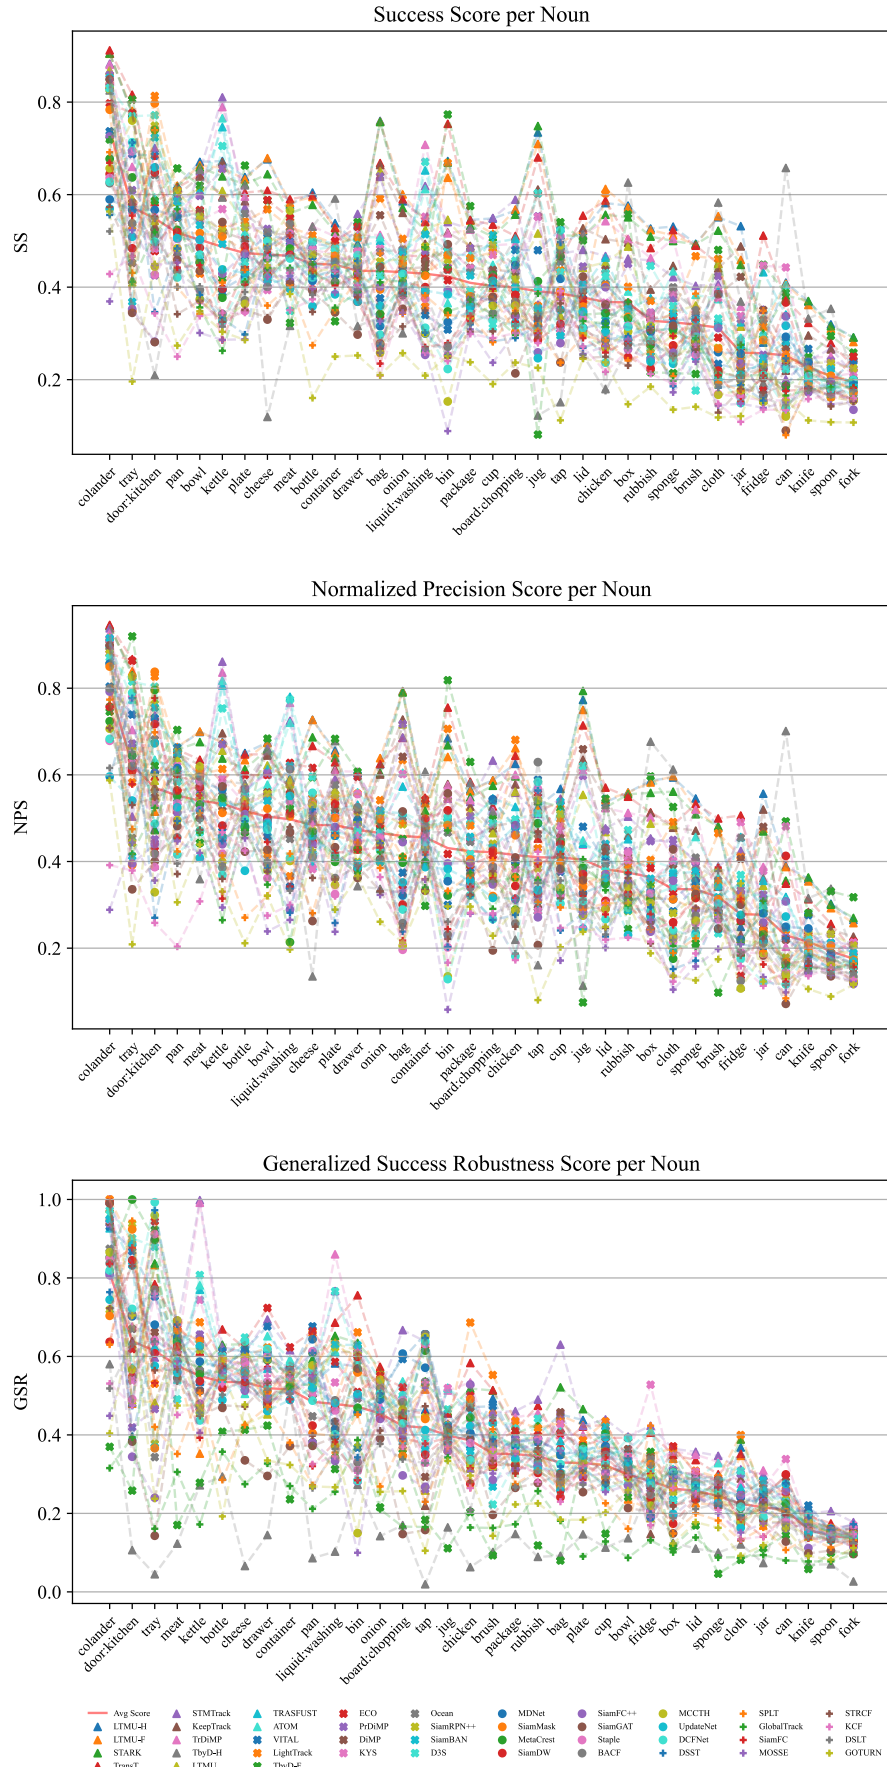 Success Score per Noun
0.8
0.6
0.4
0.2
SS
colander
tray
door:kitchen
pan
bowl
kettle
plate
cheese
meat
bottle
container
drawer
bag
onion
liquid:washing
bin
package
cup
board:chopping
jug
tap
lid
chicken
box
rubbish
sponge
brush
cloth
jar
fridge
can
knife
spoon
fork
Normalized Precision Score per Noun
0.8
0.6
0.4
0.2
NPS
colander
tray
door:kitchen
pan
meat
kettle
bottle
bowl
liquid:washing
cheese
plate
drawer
onion
bag
container
bin
package
board:chopping
chicken
tap
cup
jug
lid
rubbish
box
cloth
sponge
brush
fridge
jar
can
knife
spoon
fork
Generalized Success Robustness Score per Noun
1.0
0.8
0.6
0.4
0.2
0.0
GSR
colander
door:kitchen
tray
meat
kettle
bottle
cheese
drawer
container
pan
liquid:washing
bin
onion
board:chopping
tap
jug
chicken
brush
package
rubbish
bag
plate
cup
bowl
fridge
box
lid
sponge
cloth
jar
can
knife
spoon
fork
Avg Score STMTrack TRASFUST ECO Ocean MDNet SiamFC++ MCCTH SPLT STRCF
LTMU-H KeepTrack ATOM PrDiMP SiamRPN++ SiamMask SiamGAT UpdateNet GlobalTrack KCF
LTMU-F TrDiMP VITAL DiMP SiamBAN MetaCrest Staple DCFNet SiamFC DSLT
STARK TbyD-H LightTrack KYS D3S SiamDW BACF DSST MOSSE GOTURN
TransT LTMU TbyD-F